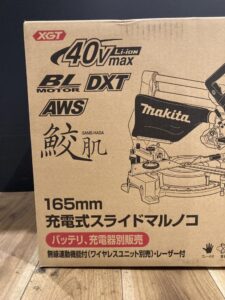 XGT
40Vmax Li-ion
BL MOTOR DXT
AWS
SAME-HADA
鮫肌
makita
165mm
充電式スライドマルノコ
バッテリ、充電器別販売
無線連動機能付(ワイヤレスユニット別売)・レーザー付